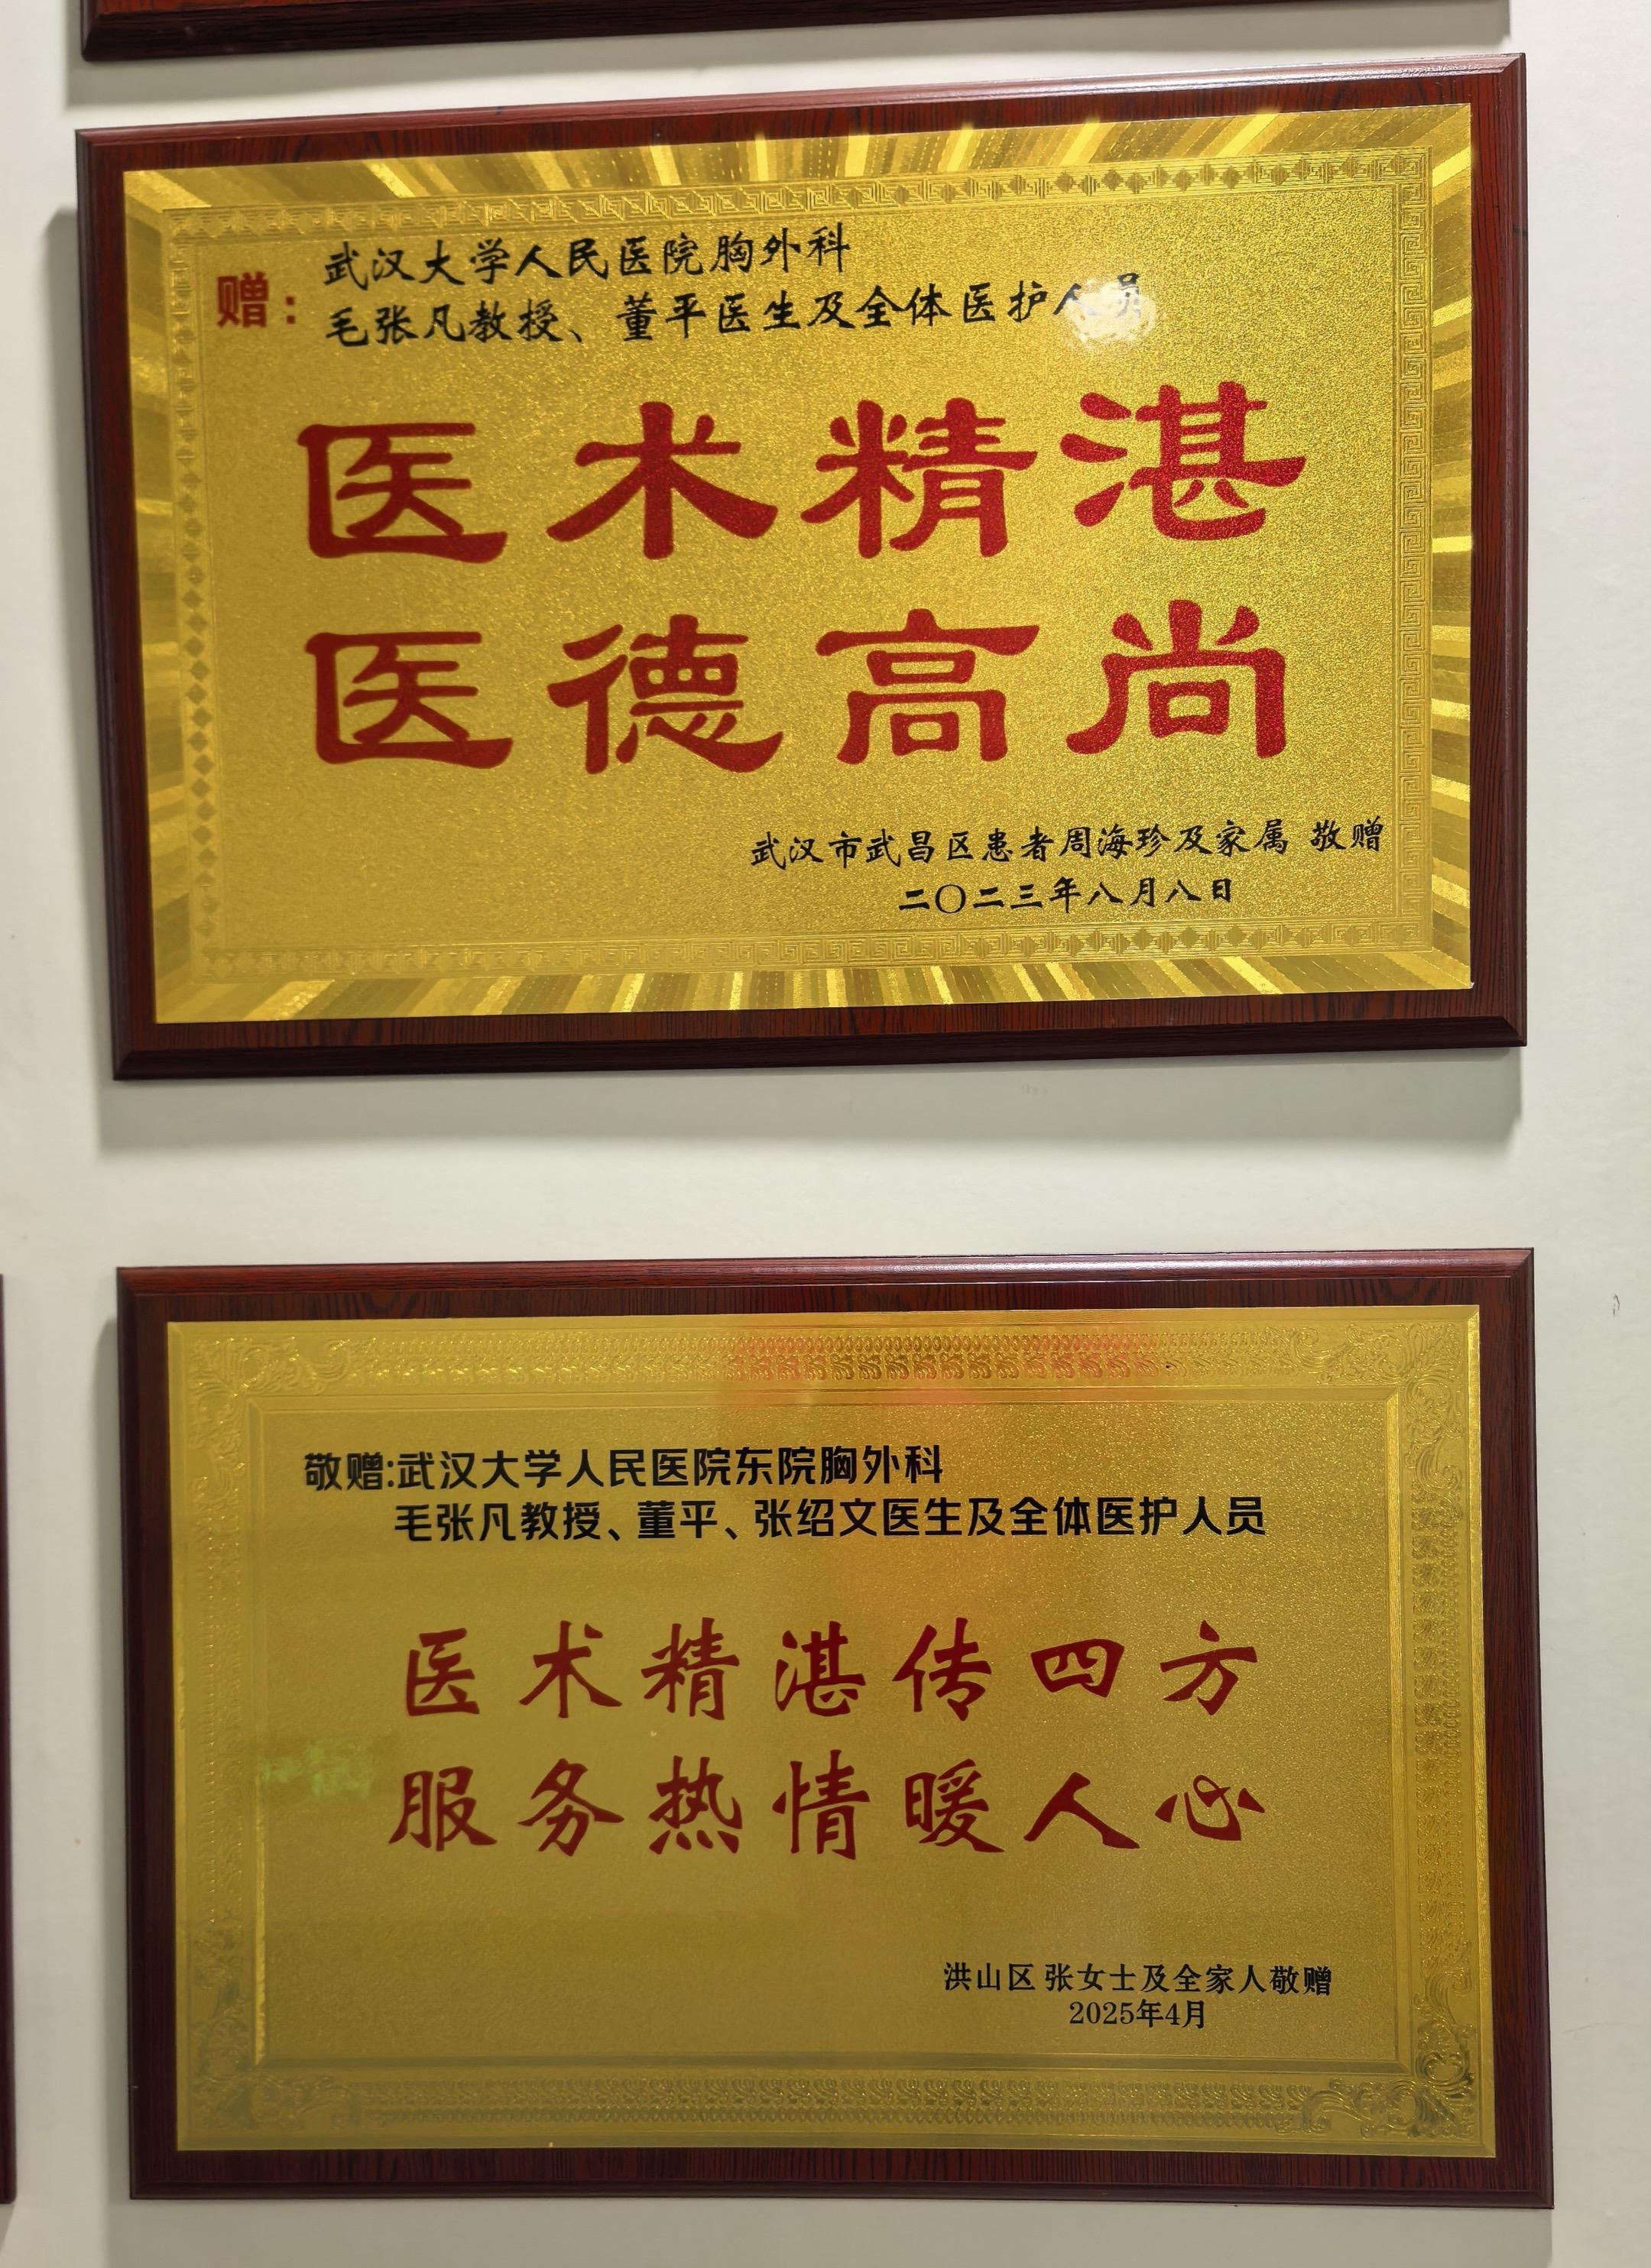 赠：武汉大学人民医院胸外科
毛张凡教授、董平医生及全体医护人员
医术精湛
医德高尚
武汉市武昌区患者周海珍及家属 敬赠
二〇二三年八月八日
敬赠:武汉大学人民医院东院胸外科
毛张凡教授、董平、张绍文医生及全体医护人员
医术精湛传四方
服务热情暖人心
洪山区 张女士及全家人敬赠
2025年4月